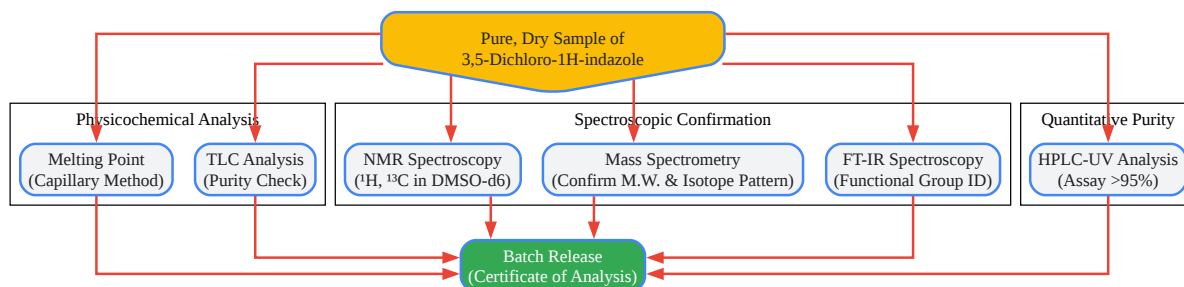 Pure, Dry Sample of
3,5-Dichloro-1H-indazole
Physicochemical Analysis
Spectroscopic Confirmation
Quantitative Purity
Melting Point
(Capillary Method)
TLC Analysis
(Purity Check)
NMR Spectroscopy
(¹H, ¹³C in DMSO-d6)
Mass Spectrometry
(Confirm M.W. & Isotope Pattern)
FT-IR Spectroscopy
(Functional Group ID)
HPLC-UV Analysis
(Assay >95%)
Batch Release
(Certificate of Analysis)